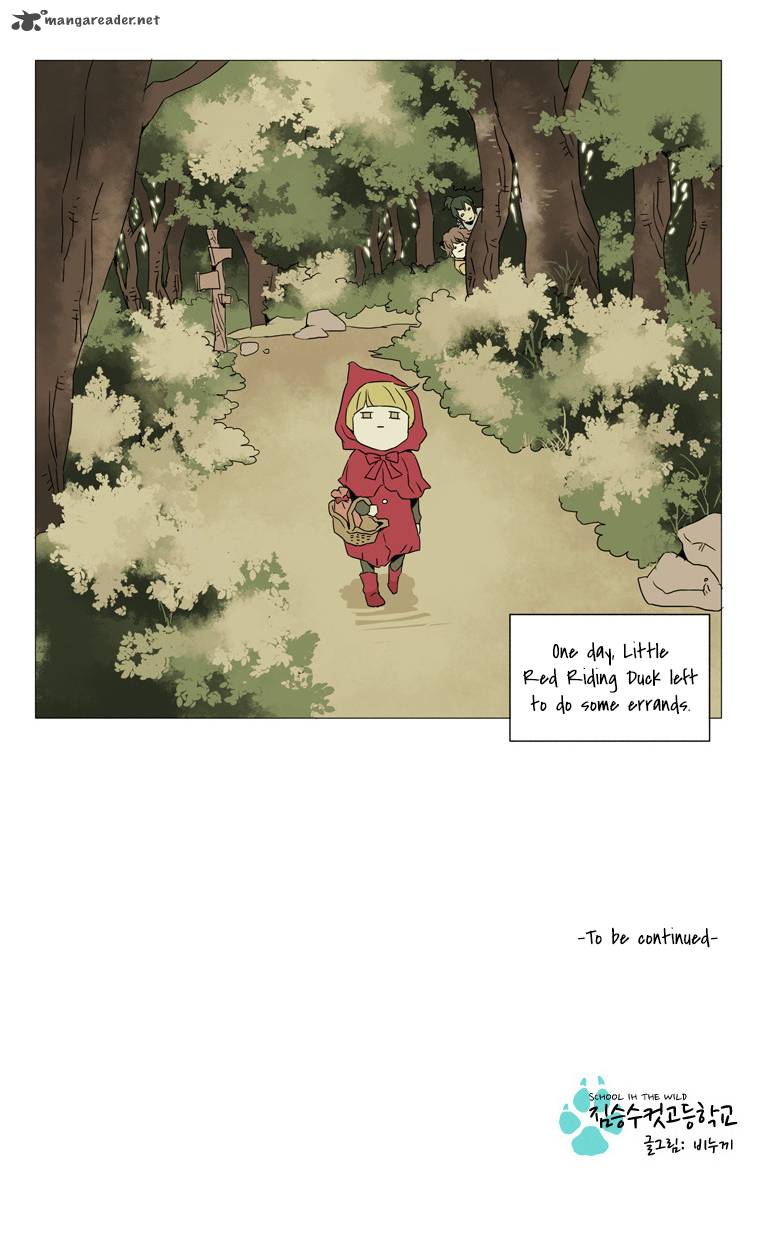 mangareader.net
One day, Little
Red Riding Duck left
to do some errands.
-To be continued-
SCHOOL IN THE WILD
짐승수컷고등학교
글그림: 비누끼